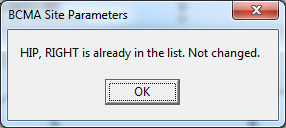 BCMA Site Parameters
HIP, RIGHT is already in the list. Not changed.
OK